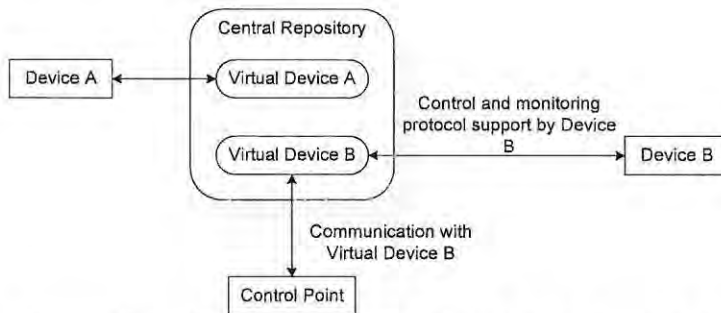 Central Repository
Device A
Virtual Device A
Control and monitoring
protocol support by Device
B
Virtual Device B
Device B
Communication with
Virtual Device B
Control Point